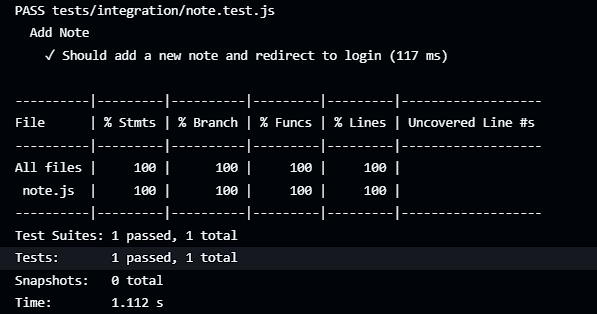 PASS tests/integration/note.test.js
  Add Note
    √ Should add a new note and redirect to login (117 ms)

----------|---------|----------|---------|---------|-------------------
File      | % Stmts | % Branch | % Funcs | % Lines | Uncovered Line #s
----------|---------|----------|---------|---------|-------------------
All files |     100 |      100 |     100 |     100 |
 note.js  |     100 |      100 |     100 |     100 |
----------|---------|----------|---------|---------|-------------------
Test Suites: 1 passed, 1 total
Tests:       1 passed, 1 total
Snapshots:   0 total
Time:        1.112 s